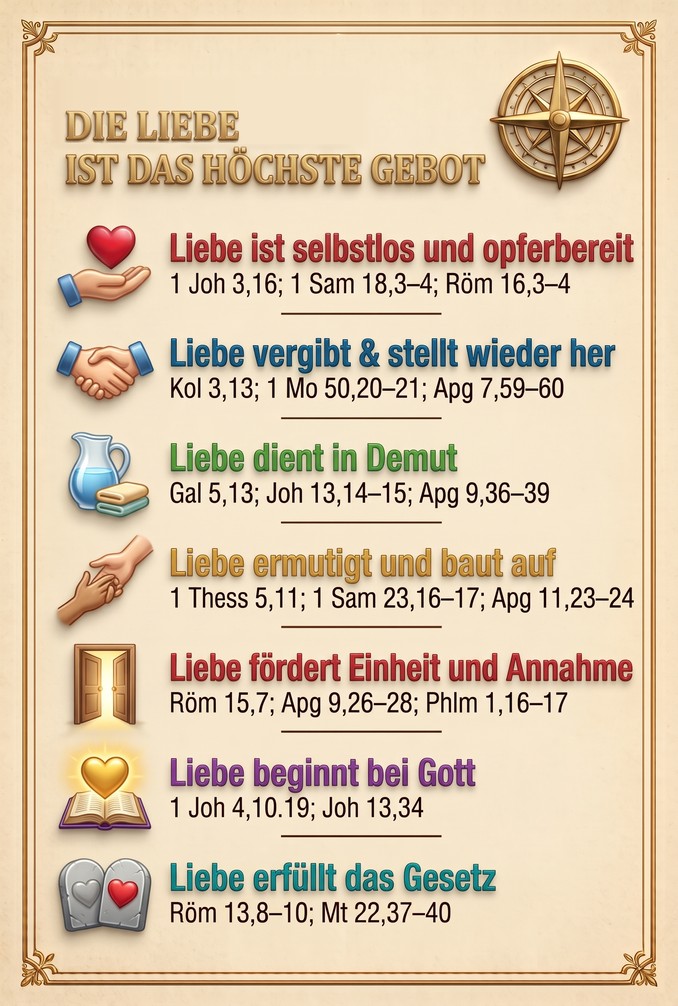 DIE LIEBE
IST DAS HÖCHSTE GEBOT
Liebe ist selbstlos und opferbereit
1 Joh 3,16; 1 Sam 18,3–4; Röm 16,3–4
Liebe vergibt & stellt wieder her
Kol 3,13; 1 Mo 50,20–21; Apg 7,59–60
Liebe dient in Demut
Gal 5,13; Joh 13,14–15; Apg 9,36–39
Liebe ermutigt und baut auf
1 Thess 5,11; 1 Sam 23,16–17; Apg 11,23–24
Liebe fördert Einheit und Annahme
Röm 15,7; Apg 9,26–28; Phlm 1,16–17
Liebe beginnt bei Gott
1 Joh 4,10.19; Joh 13,34
Liebe erfüllt das Gesetz
Röm 13,8–10; Mt 22,37–40